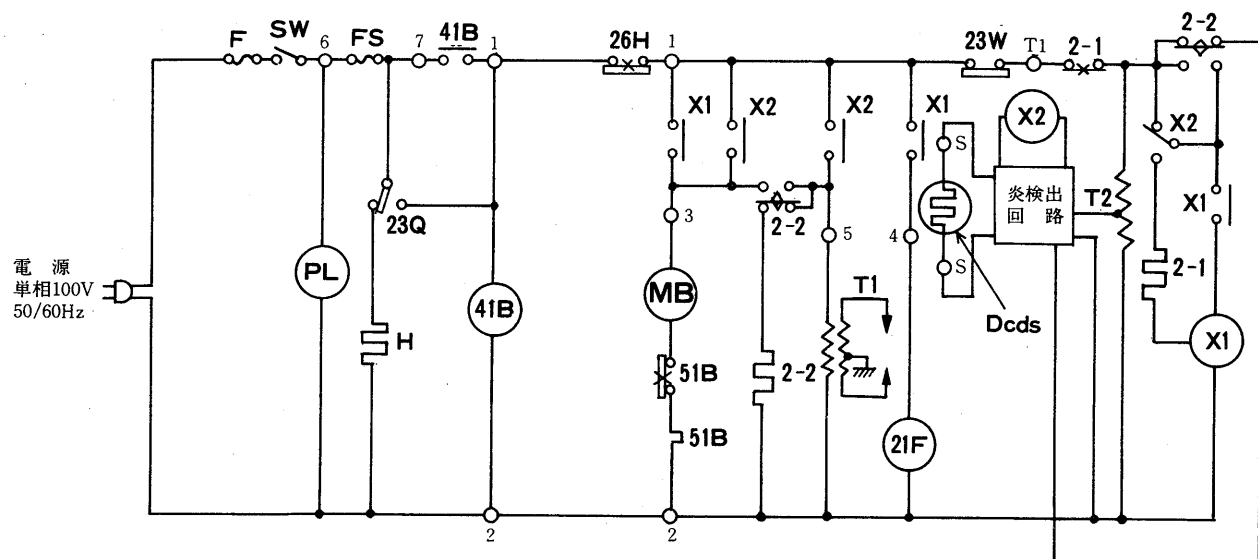 F
SW
6
FS
7
41B
1
26H
1
23W
T1
2-1
2-2
X1
X2
X2
X1
X2
S
X2
炎検出
回 路
T2
X1
23Q
3
2-2
5
4
S
2-1
電 源
単相100V
50/60Hz
PL
41B
MB
T1
Dcds
X1
H
51B
2-2
51B
21F
2
2